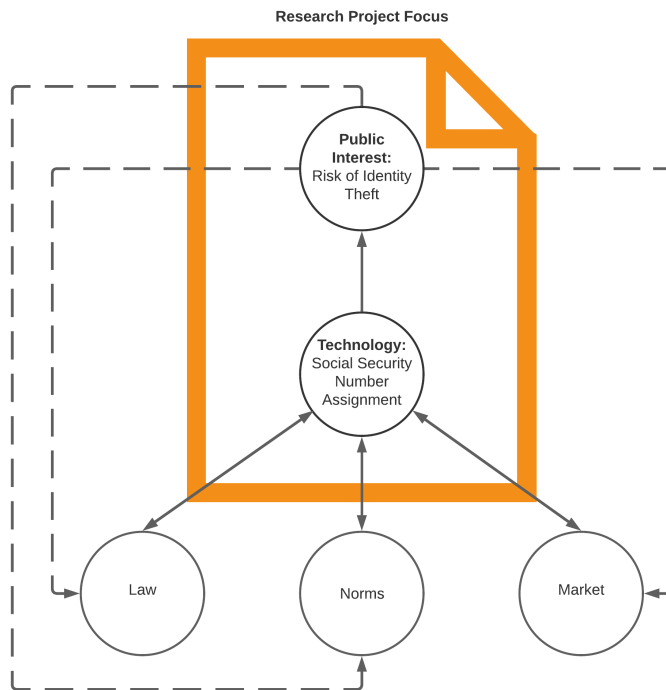 Research Project Focus
Public
Interest:
Risk of Identity
Theft
Technology:
Social Security
Number
Assignment
Law
Norms
Market